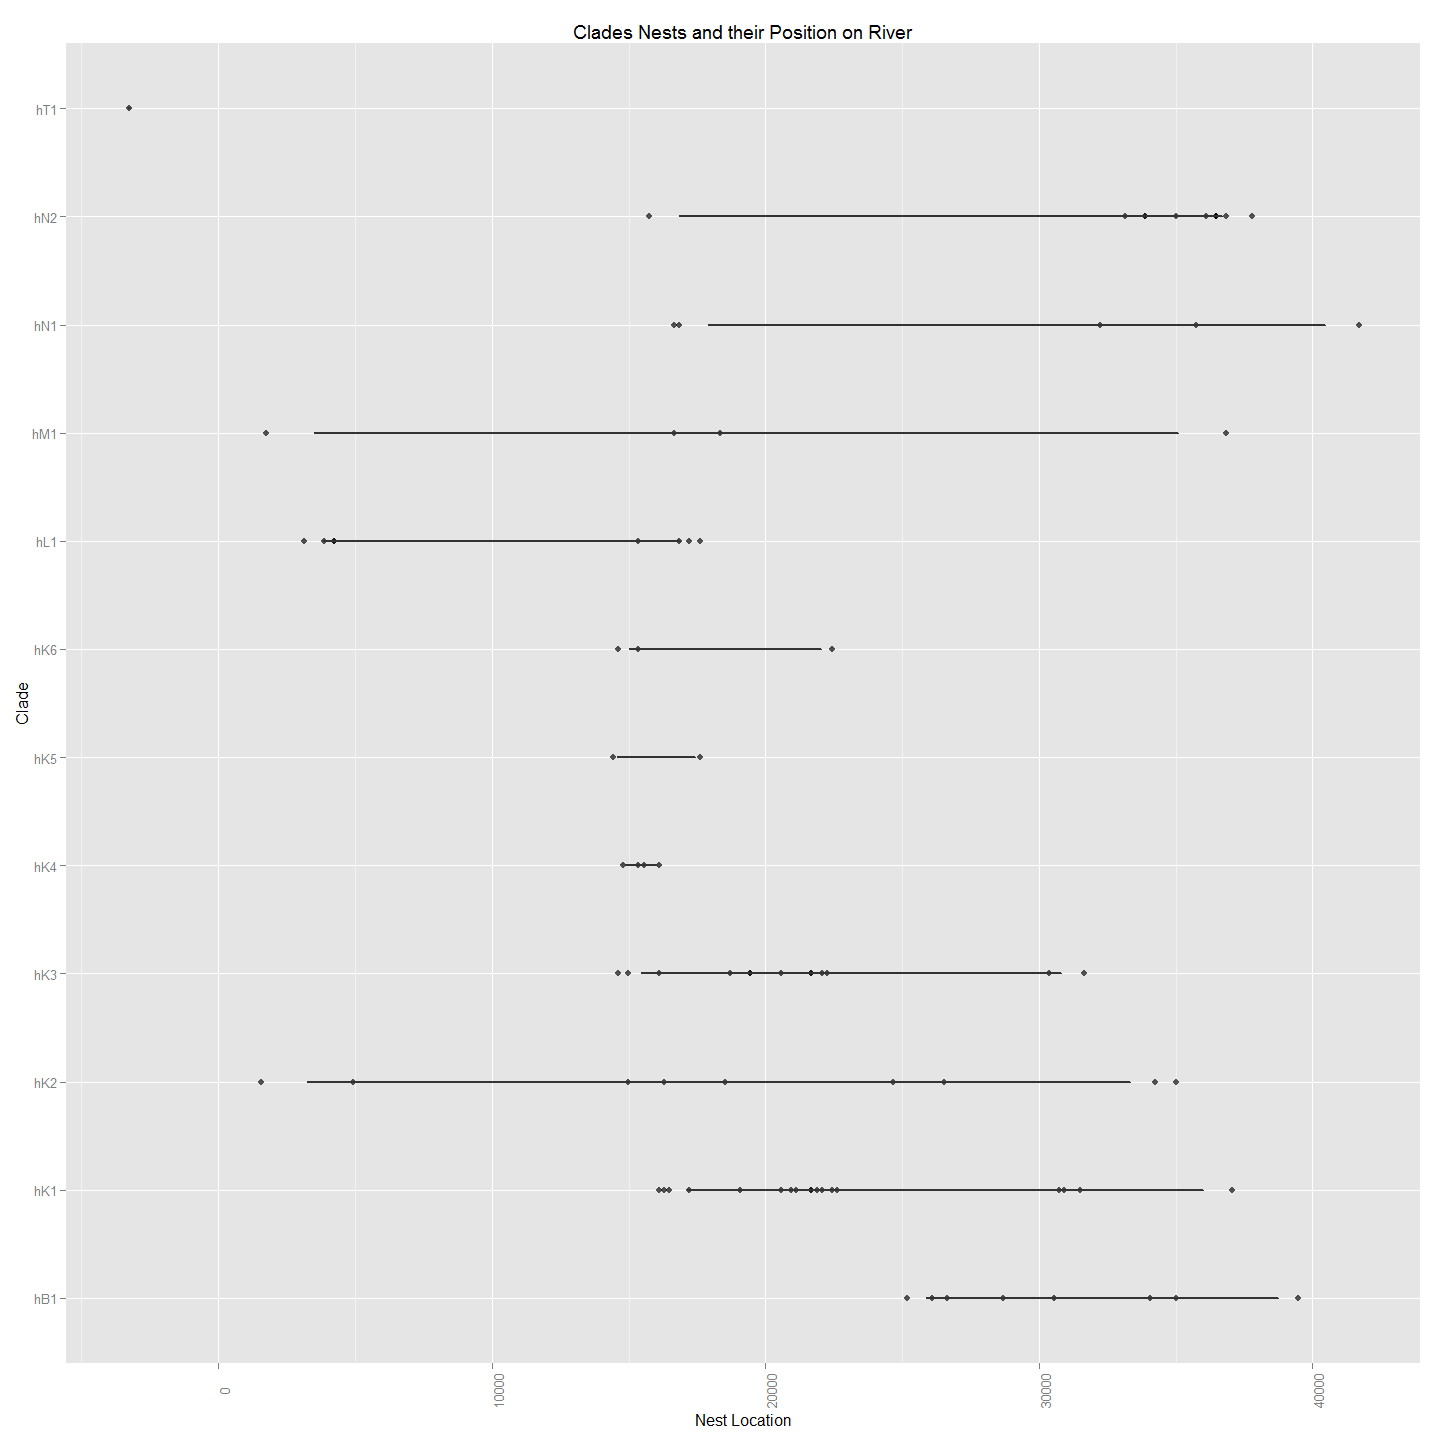 Clades Nests and their Position on River
hT1
hN2
hN1
hM1
hL1
hK6
hK5
hK4
hK3
hK2
hK1
hB1
Clade
0
10000
20000
30000
40000
Nest Location